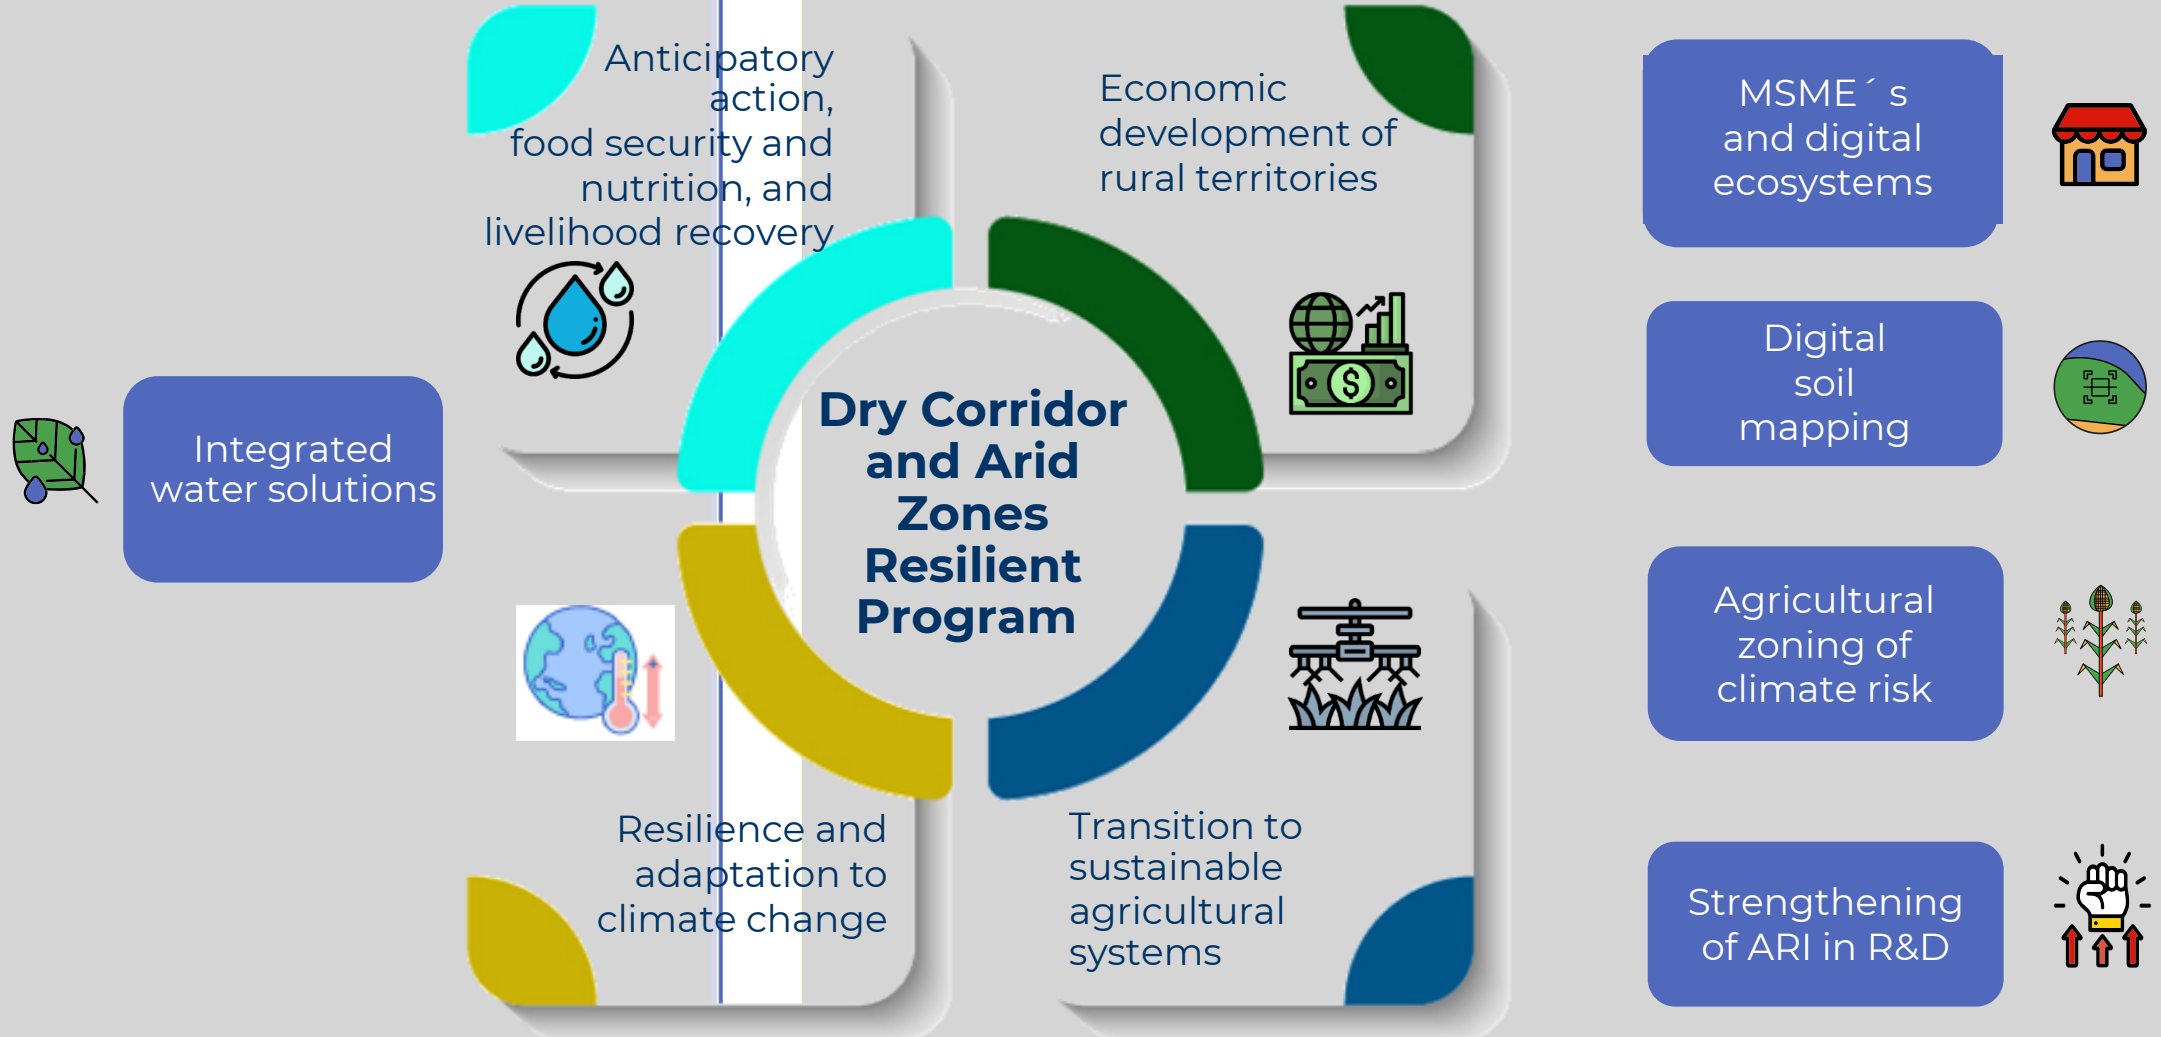 Anticipatory
action,
food security and
nutrition, and
livelihood recovery
Economic
development of
rural territories
MSME´ s
and digital
ecosystems
Digital
soil
mapping
Integrated
water solutions
Dry Corridor
and Arid
Zones
Resilient
Program
Agricultural
zoning of
climate risk
Resilience and
adaptation to
climate change
Transition to
sustainable
agricultural
systems
Strengthening
of ARI in R&D